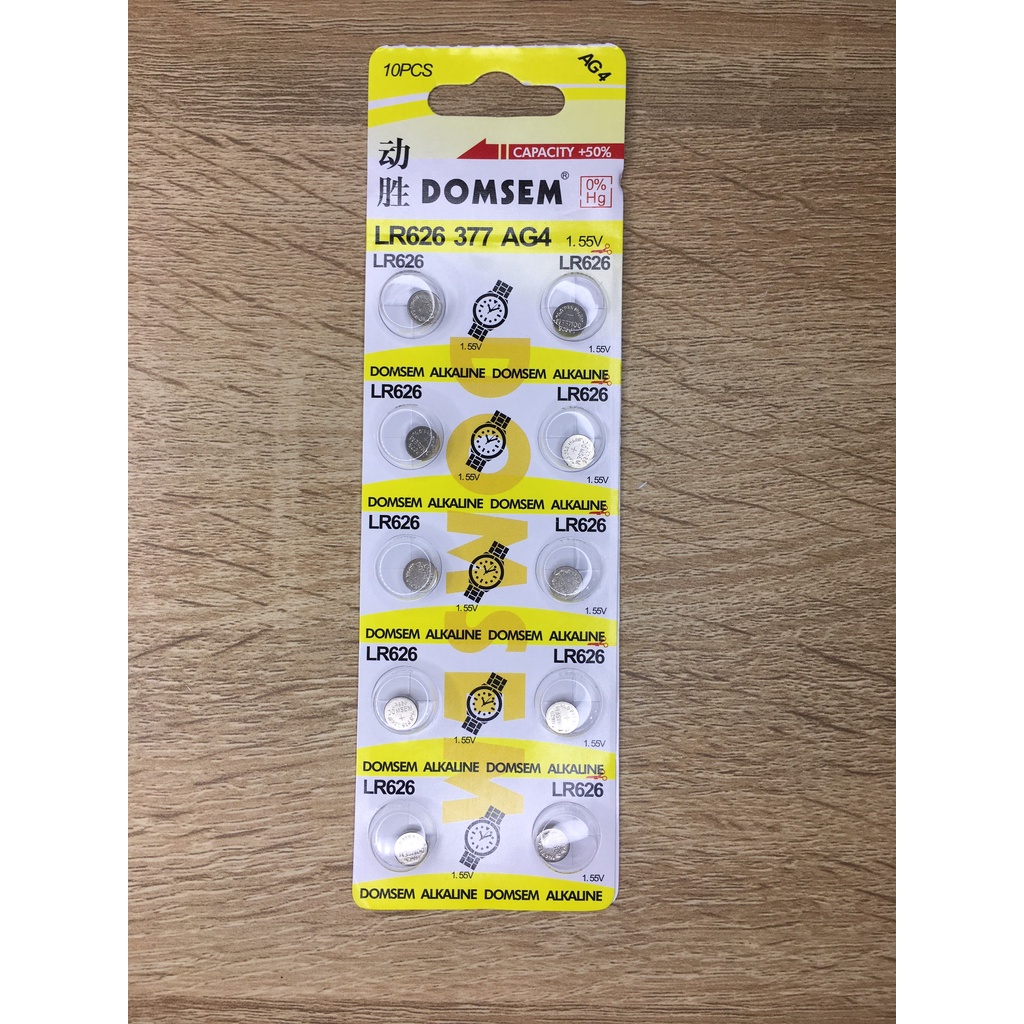 10PCS
AG4
CAPACITY +50%
动胜 DOMSEM®
0% Hg
LR626 377 AG4 1.55V
LR626 LR626
1.55V 1.55V
DOMSEM ALKALINE DOMSEM ALKALINE
LR626 LR626
1.55V 1.55V
DOMSEM ALKALINE DOMSEM ALKALINE
LR626 LR626
1.55V 1.55V
DOMSEM ALKALINE DOMSEM ALKALINE
LR626 LR626
1.55V 1.55V
DOMSEM ALKALINE DOMSEM ALKALINE
LR626 LR626
1.55V 1.55V
DOMSEM ALKALINE DOMSEM ALKALINE
DOMSEM